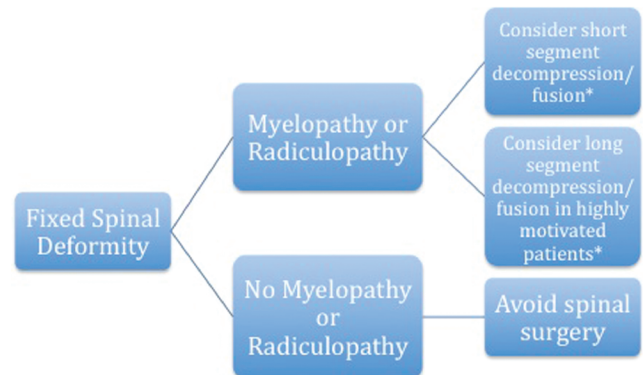 Fixed Spinal
Deformity
Myelopathy or
Radiculopathy
Consider short
segment
decompression/
fusion*
Consider long
segment
decompression/
fusion in highly
motivated
patients*
No Myelopathy
or
Radiculopathy
Avoid spinal
surgery